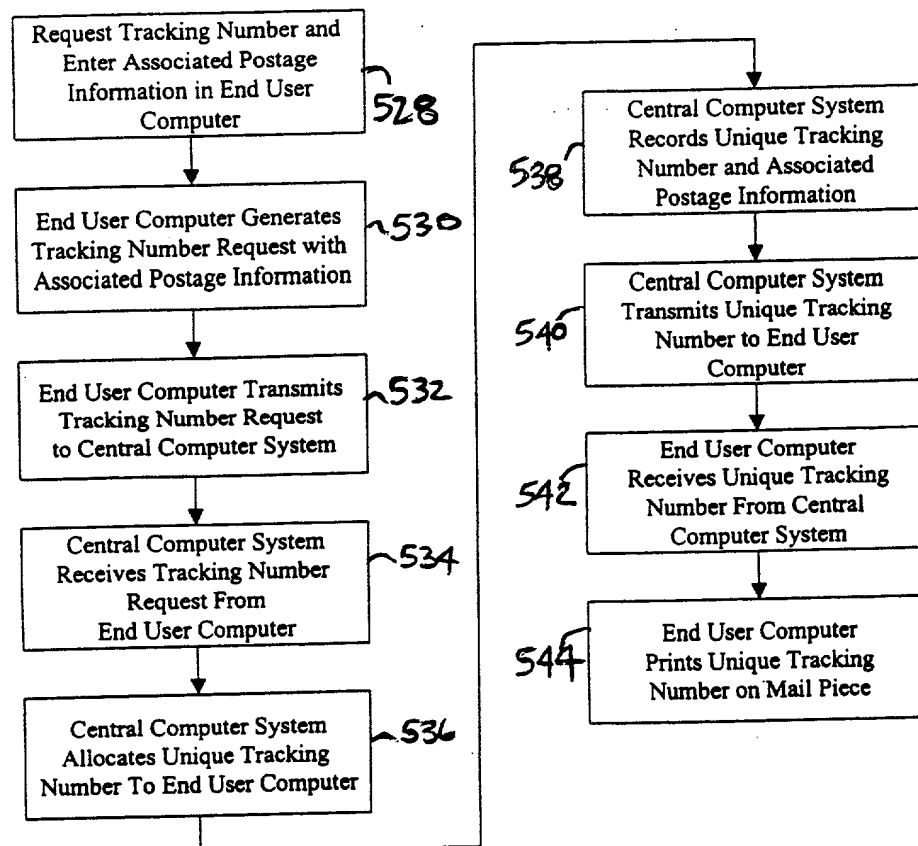 Request Tracking Number and
Enter Associated Postage
Information in End User
Computer
528
End User Computer Generates
Tracking Number Request with
Associated Postage Information
530
End User Computer Transmits
Tracking Number Request
to Central Computer System
532
Central Computer System
Receives Tracking Number
Request From
End User Computer
534
Central Computer System
Allocates Unique Tracking
Number To End User Computer
536
Central Computer System
Records Unique Tracking
Number and Associated
Postage Information
538
Central Computer System
Transmits Unique Tracking
Number to End User
Computer
540
End User Computer
Receives Unique Tracking
Number From Central
Computer System
542
End User Computer
Prints Unique Tracking
Number on Mail Piece
544